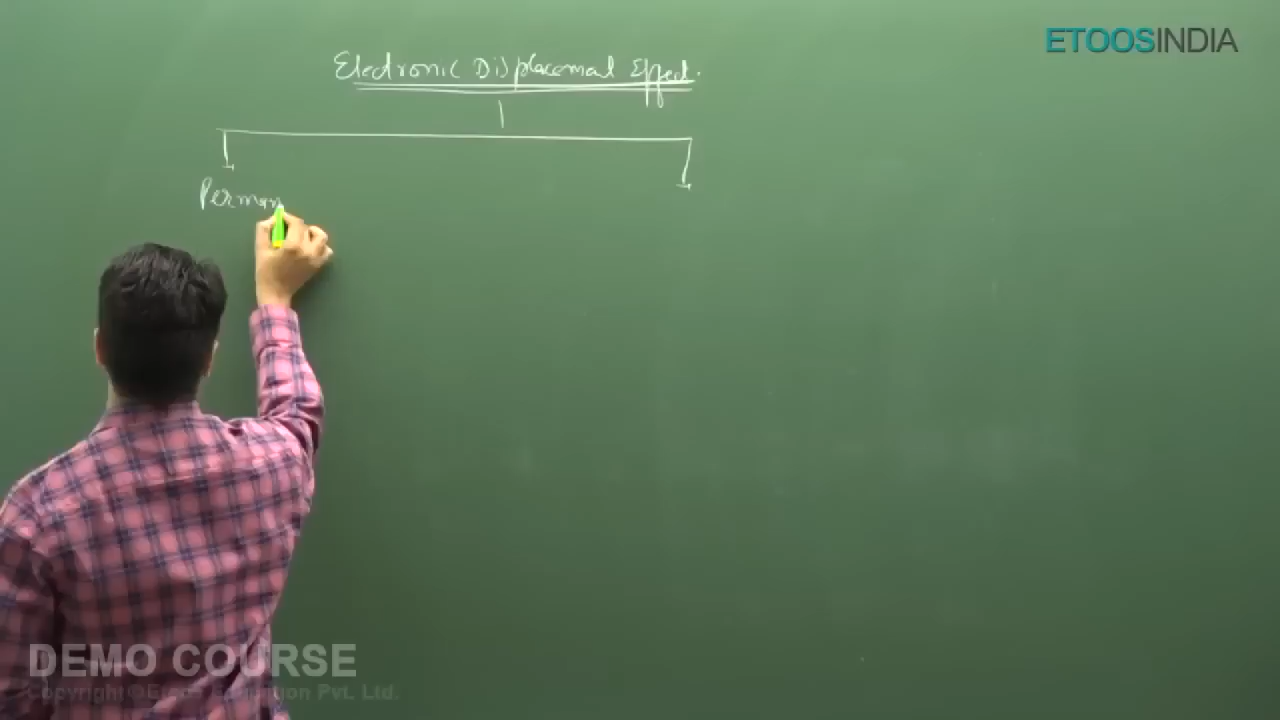 ETOOSINDIA
Electronic Displacemal Effect.
Perman
DEMO COURSE
Copyright©Etoos Education Pvt. Ltd.